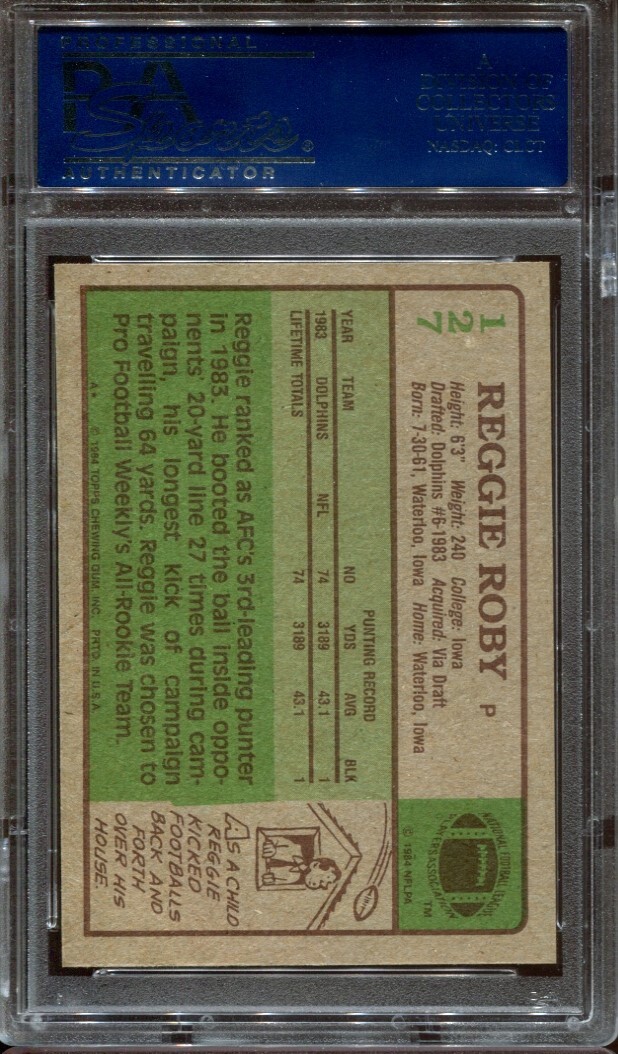 PROFESSIONAL
PSA
Sports®
AUTHENTICATOR
A
DIVISION OF
COLLECTORS
UNIVERSE
NASDAQ: CLCT
127
REGGIE ROBY P
Height: 6'3" Weight: 240 College: Iowa
Drafted: Dolphins #6-1983 Acquired: Via Draft
Born: 7-30-61, Waterloo, Iowa Home: Waterloo, Iowa
NATIONAL FOOTBALL LEAGUE
PLAYERS ASSOCIATION
TM
© 1984 NFLPA
PUNTING RECORD
YEAR TEAM NO YDS AVG BLK
1983 DOLPHINS NFL 74 3189 43.1 1
LIFETIME TOTALS 74 3189 43.1 1
Reggie ranked as AFC's 3rd-leading punter
in 1983. He booted the ball inside oppo-
nents' 20-yard line 27 times during cam-
paign, his longest kick of campaign
travelling 64 yards. Reggie was chosen to
Pro Football Weekly's All-Rookie Team.
A* © 1984 TOPPS CHEWING GUM, INC. PRTD. IN U.S.A.
AS A CHILD
REGGIE
KICKED
FOOTBALLS
BACK AND
FORTH
OVER HIS
HOUSE.